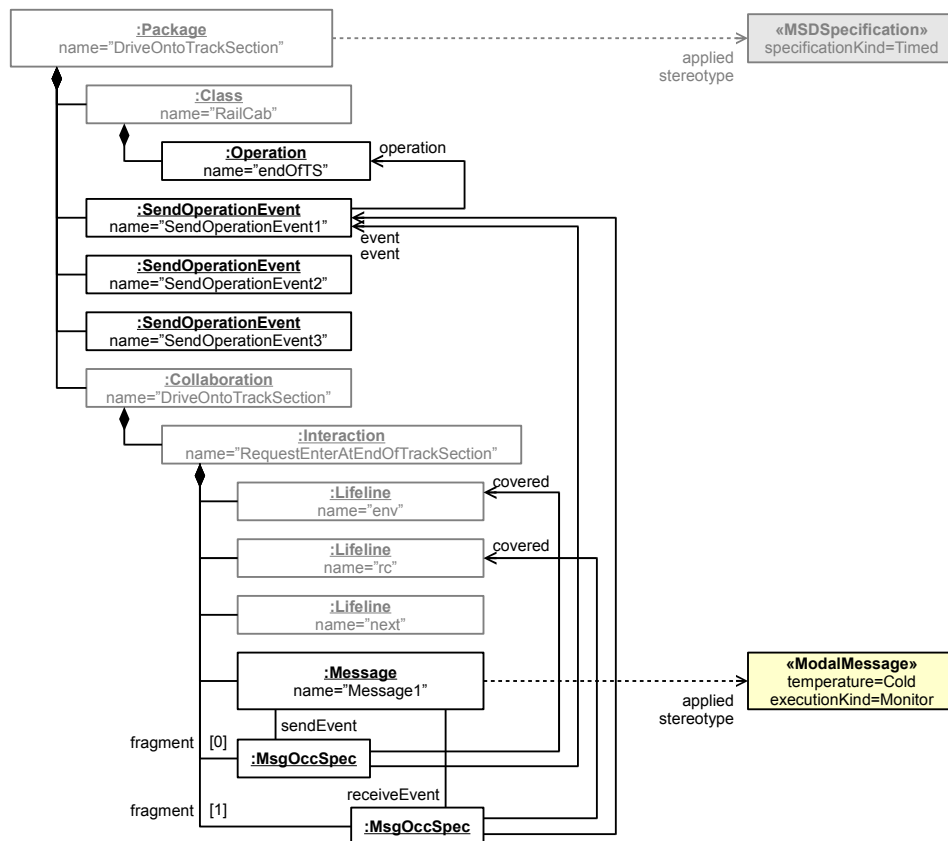 :Package
name="DriveOntoTrackSection"
«MSDSpecification»
specificationKind=Timed
applied
stereotype
:Class
name="RailCab"
:Operation
name="endOfTS"
operation
:SendOperationEvent
name="SendOperationEvent1"
event
event
:SendOperationEvent
name="SendOperationEvent2"
:SendOperationEvent
name="SendOperationEvent3"
:Collaboration
name="DriveOntoTrackSection"
:Interaction
name="RequestEnterAtEndOfTrackSection"
:Lifeline
name="env"
covered
:Lifeline
name="rc"
covered
:Lifeline
name="next"
:Message
name="Message1"
«ModalMessage»
temperature=Cold
executionKind=Monitor
applied
stereotype
sendEvent
fragment [0]
:MsgOccSpec
receiveEvent
fragment [1]
:MsgOccSpec